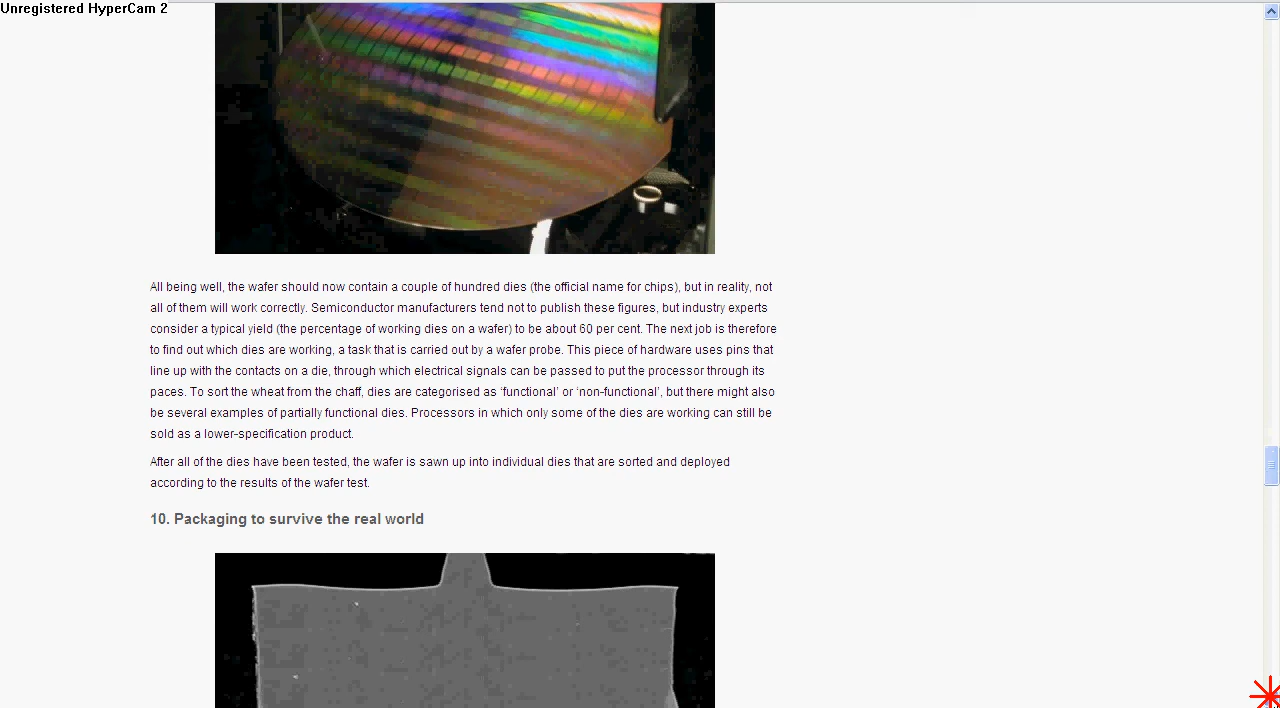 Unregistered HyperCam 2
All being well, the wafer should now contain a couple of hundred dies (the official name for chips), but in reality, not
all of them will work correctly. Semiconductor manufacturers tend not to publish these figures, but industry experts
consider a typical yield (the percentage of working dies on a wafer) to be about 60 per cent. The next job is therefore
to find out which dies are working, a task that is carried out by a wafer probe. This piece of hardware uses pins that
line up with the contacts on a die, through which electrical signals can be passed to put the processor through its
paces. To sort the wheat from the chaff, dies are categorised as ‘functional’ or ‘non-functional’, but there might also
be several examples of partially functional dies. Processors in which only some of the dies are working can still be
sold as a lower-specification product.
After all of the dies have been tested, the wafer is sawn up into individual dies that are sorted and deployed
according to the results of the wafer test.
10. Packaging to survive the real world